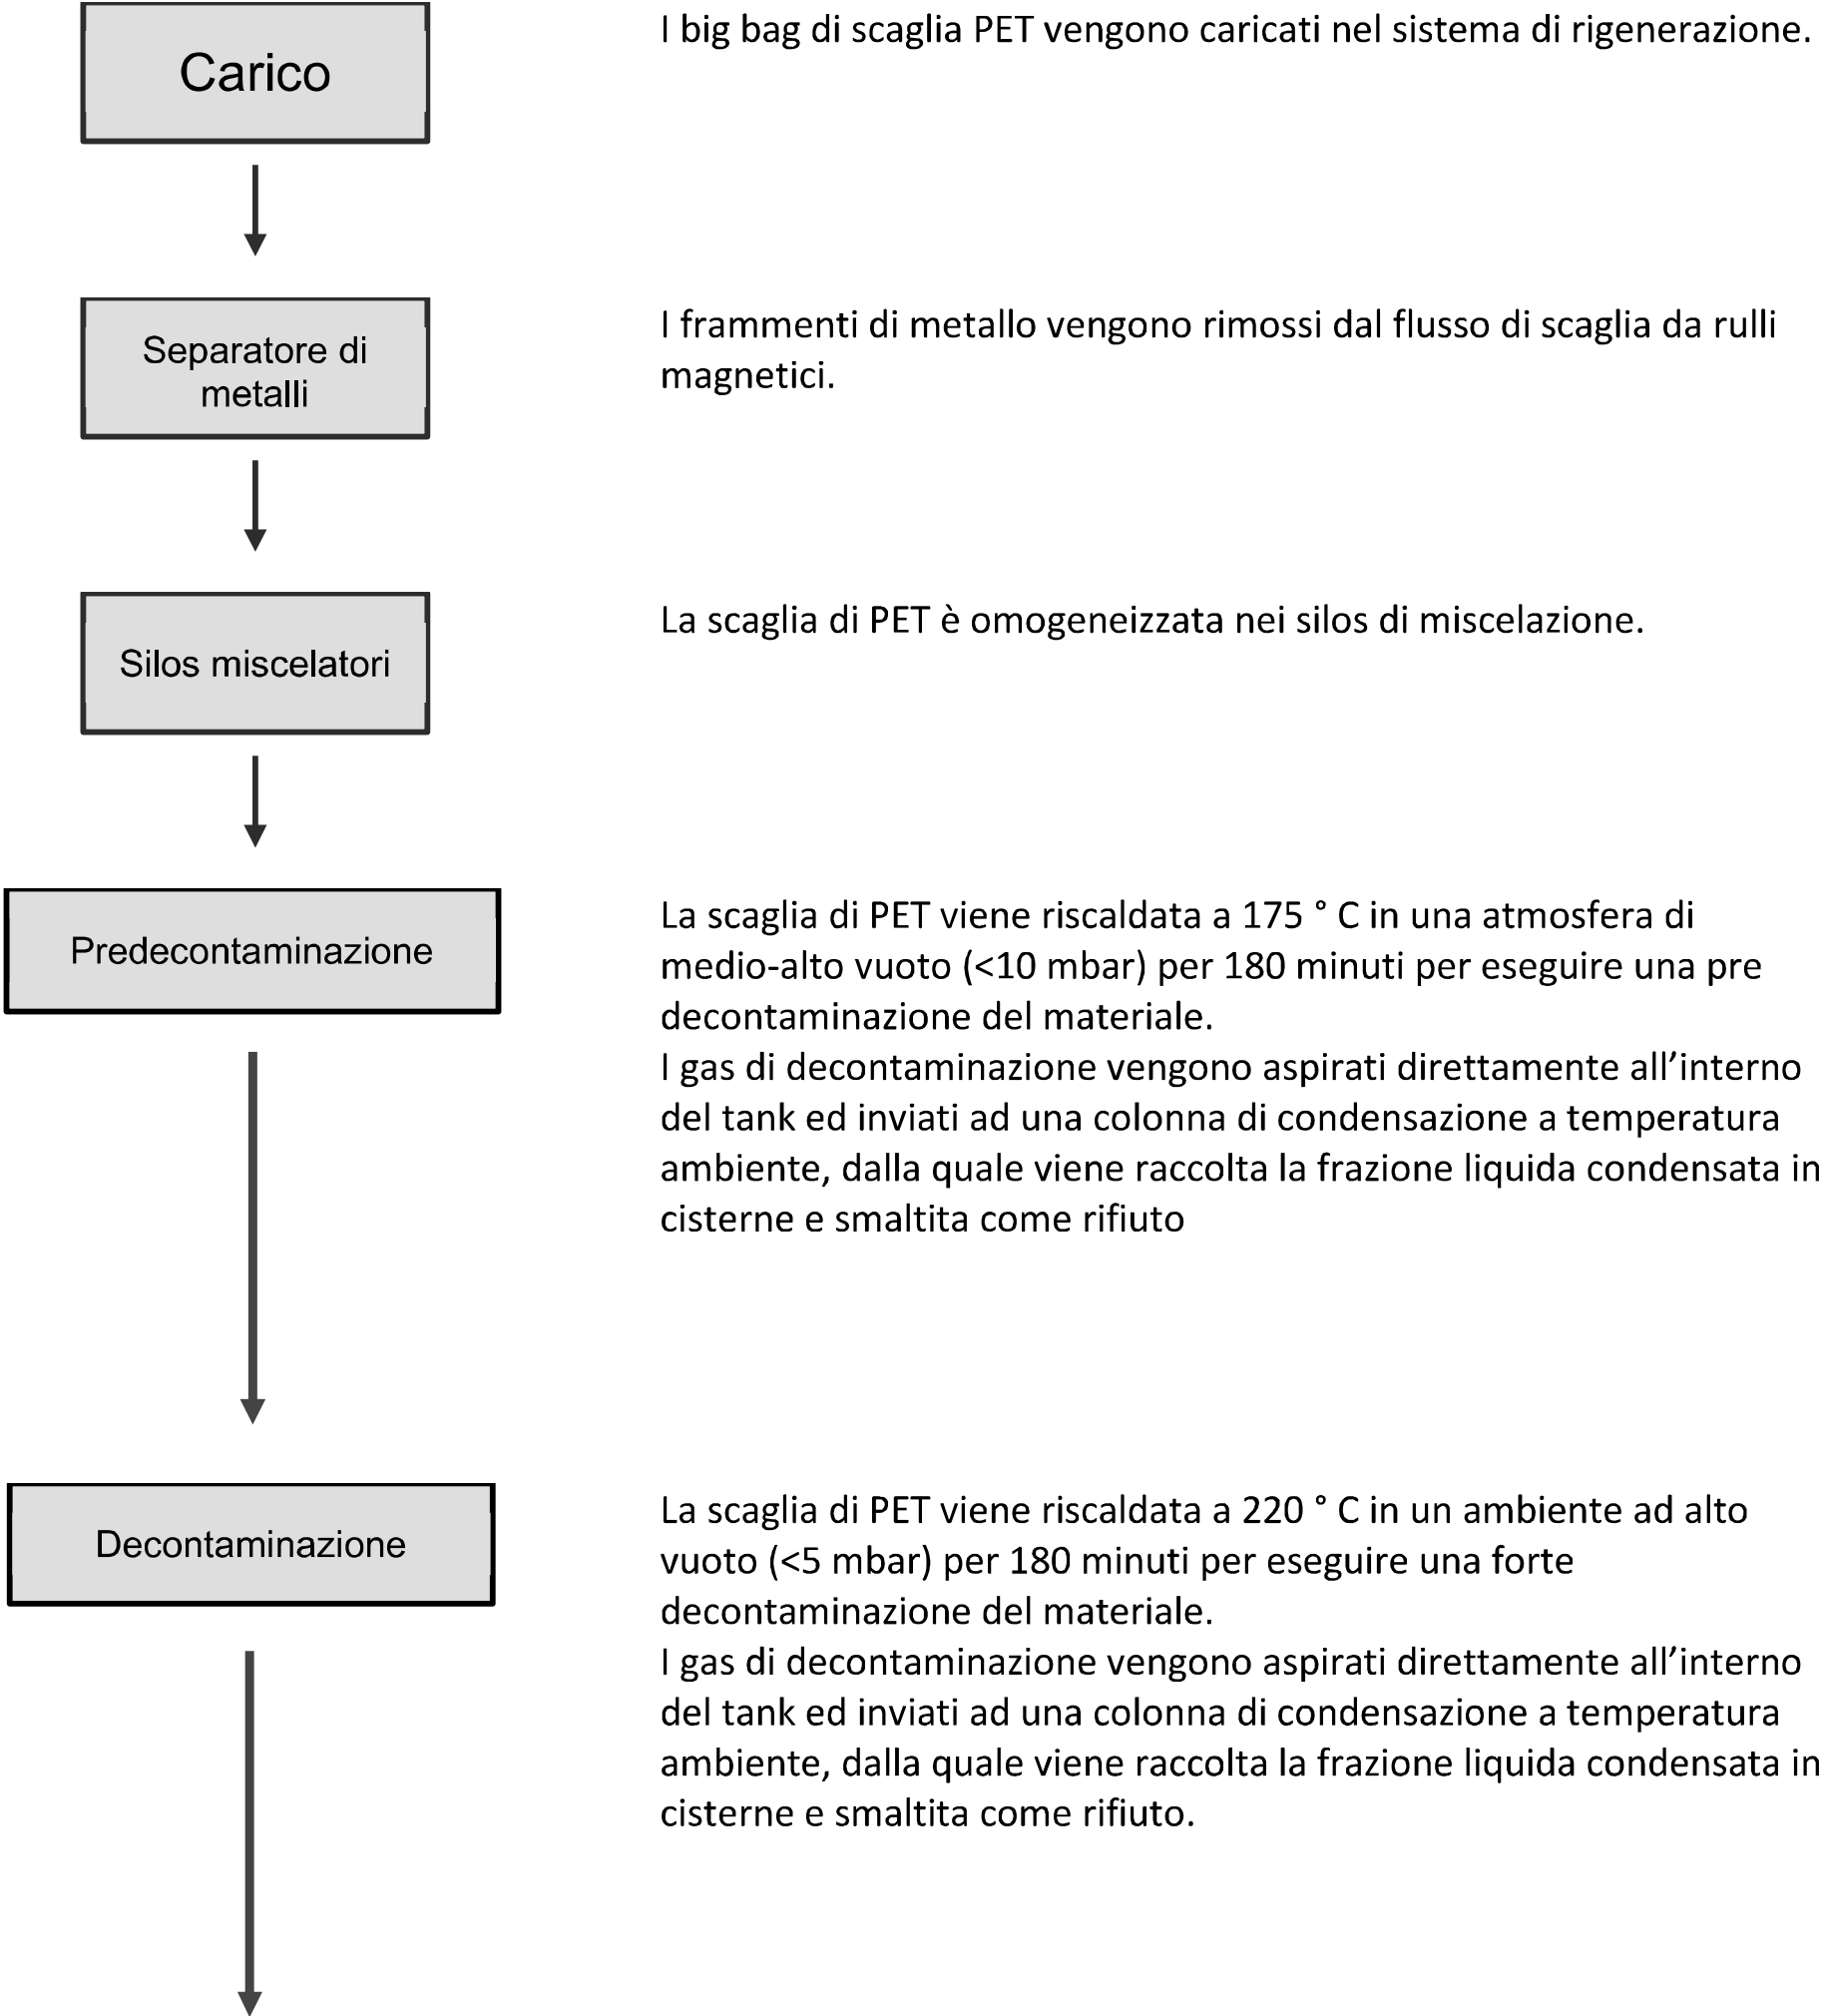 Carico
I big bag di scaglia PET vengono caricati nel sistema di rigenerazione.
Separatore di
metalli
I frammenti di metallo vengono rimossi dal flusso di scaglia da rulli
magnetici.
Silos miscelatori
La scaglia di PET è omogeneizzata nei silos di miscelazione.
Predecontaminazione
La scaglia di PET viene riscaldata a 175 ° C in una atmosfera di
medio-alto vuoto (<10 mbar) per 180 minuti per eseguire una pre
decontaminazione del materiale.
I gas di decontaminazione vengono aspirati direttamente all’interno
del tank ed inviati ad una colonna di condensazione a temperatura
ambiente, dalla quale viene raccolta la frazione liquida condensata in
cisterne e smaltita come rifiuto
Decontaminazione
La scaglia di PET viene riscaldata a 220 ° C in un ambiente ad alto
vuoto (<5 mbar) per 180 minuti per eseguire una forte
decontaminazione del materiale.
I gas di decontaminazione vengono aspirati direttamente all’interno
del tank ed inviati ad una colonna di condensazione a temperatura
ambiente, dalla quale viene raccolta la frazione liquida condensata in
cisterne e smaltita come rifiuto.